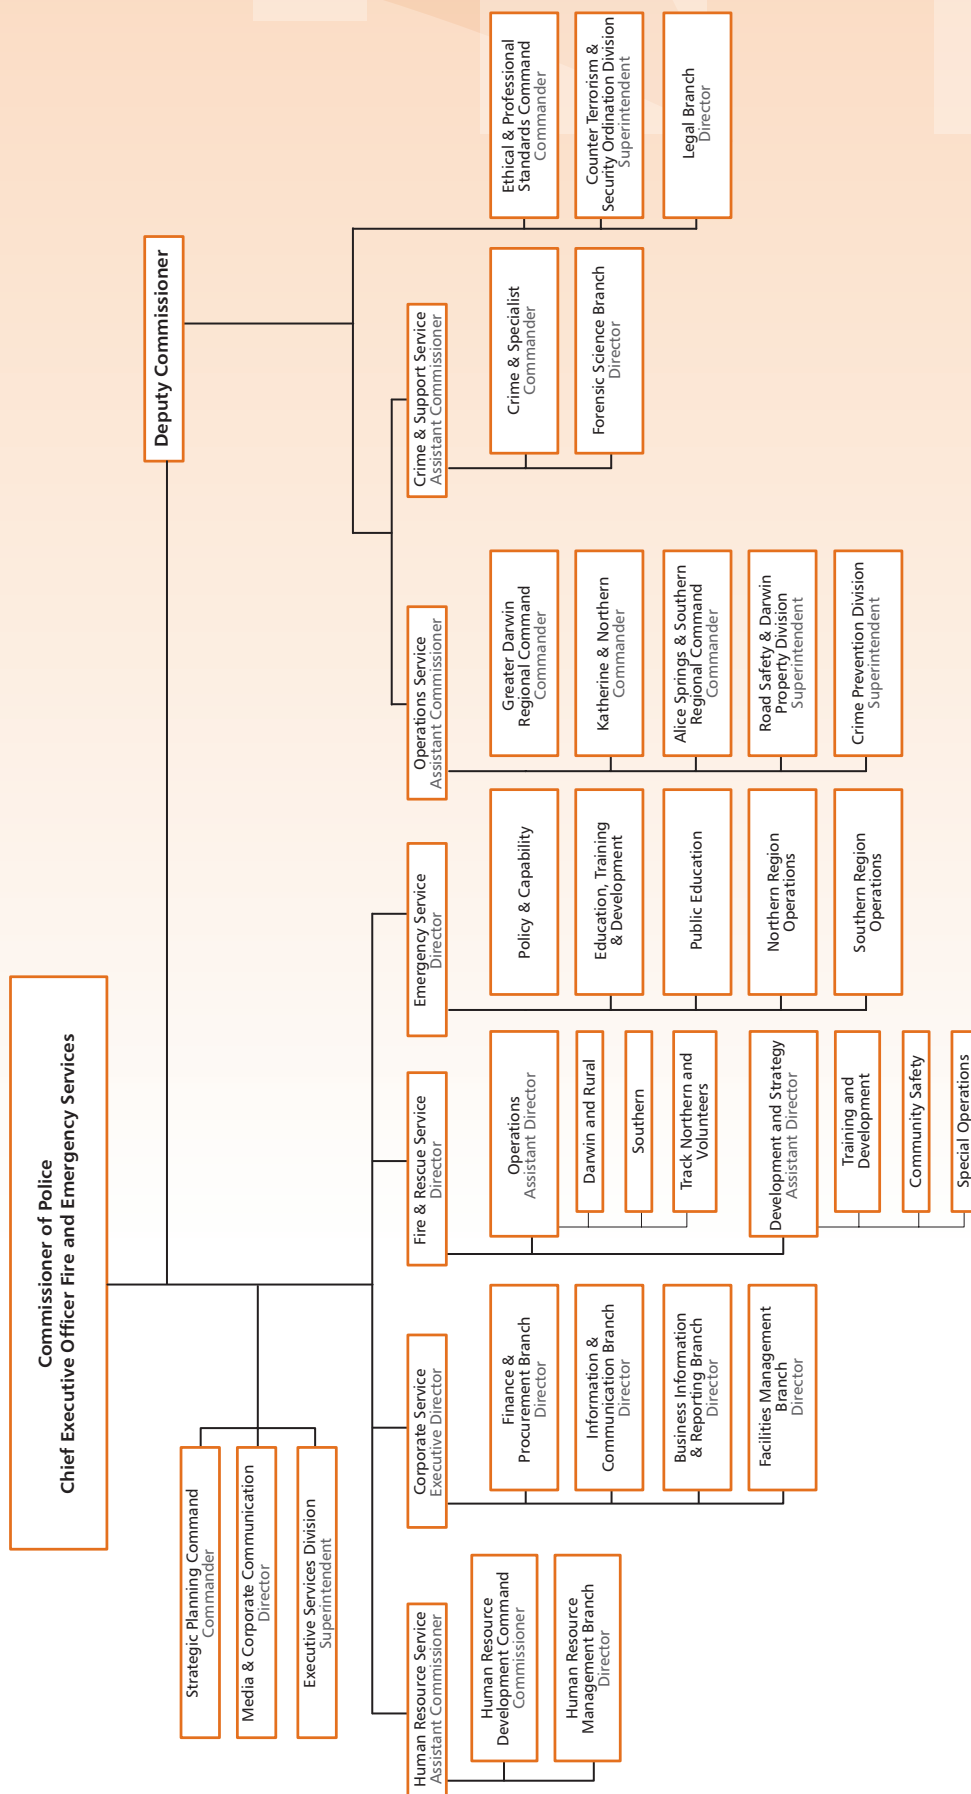 Commissioner of Police
Chief Executive Officer Fire and Emergency Services
Deputy Commissioner
Strategic Planning Command
Commander
Media & Corporate Communication
Director
Executive Services Division
Superintendent
Human Resource Service
Assistant Commissioner
Human Resource
Development Command
Commissioner
Human Resource
Management Branch
Director
Corporate Service
Executive Director
Finance &
Procurement Branch
Director
Information &
Communication Branch
Director
Business Information
& Reporting Branch
Director
Facilities Management
Branch
Director
Fire & Rescue Service
Director
Operations
Assistant Director
Darwin and Rural
Southern
Track Northern and
Volunteers
Development and Strategy
Assistant Director
Training and
Development
Community Safety
Special Operations
Emergency Service
Director
Policy & Capability
Education, Training
& Development
Public Education
Northern Region
Operations
Southern Region
Operations
Operations Service
Assistant Commissioner
Greater Darwin
Regional Command
Commander
Katherine & Northern
Commander
Alice Springs & Southern
Regional Command
Commander
Road Safety & Darwin
Property Division
Superintendent
Crime Prevention Division
Superintendent
Crime & Support Service
Assistant Commissioner
Crime & Specialist
Commander
Forensic Science Branch
Director
Ethical & Professional
Standards Command
Commander
Counter Terrorism &
Security Ordination Division
Superintendent
Legal Branch
Director